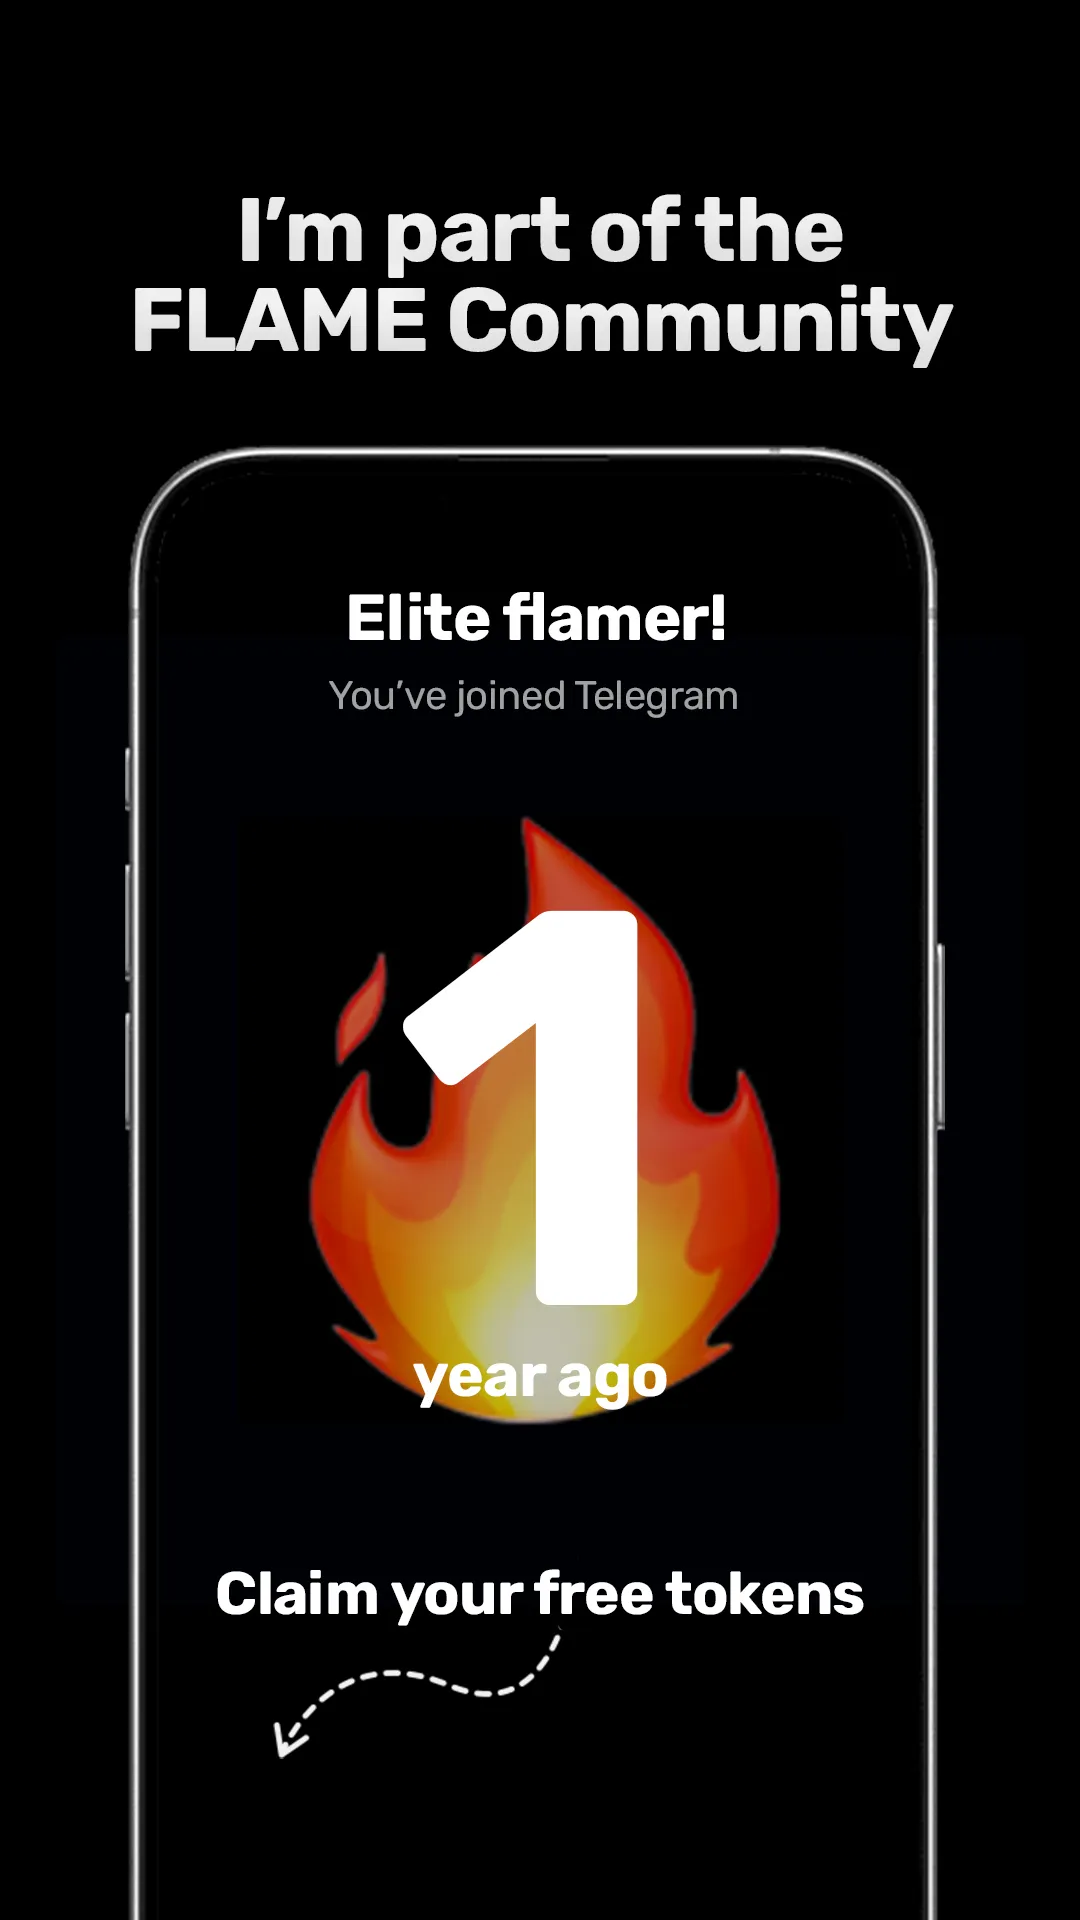 I’m part of the
FLAME Community
Elite flamer!
You’ve joined Telegram
1
year ago
Claim your free tokens